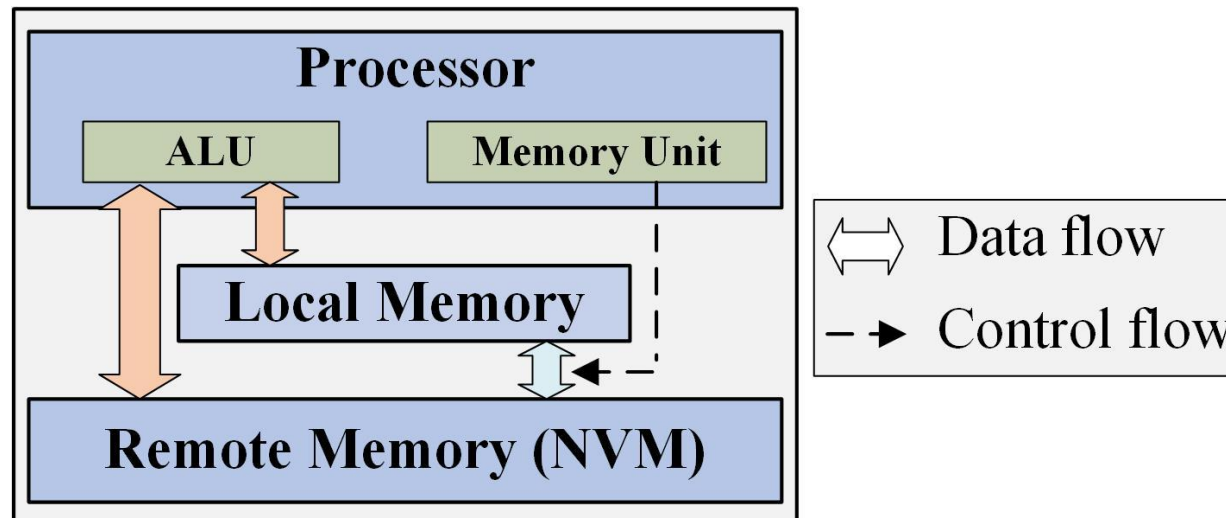 Processor
ALU
Memory Unit
Local Memory
Remote Memory (NVM)
Data flow
Control flow